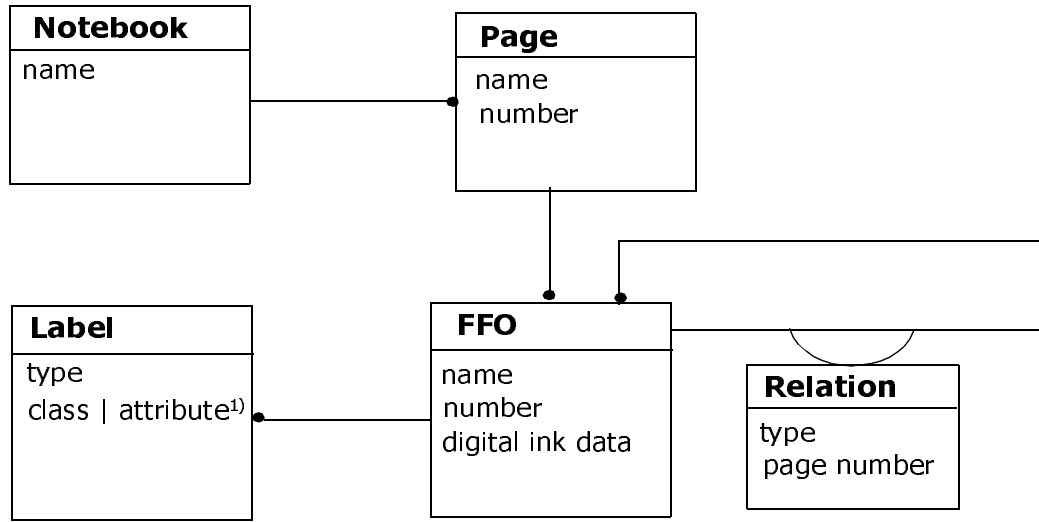 Notebook
name
Page
name
number
Label
type
class | attribute¹⁾
FFO
name
number
digital ink data
Relation
type
page number